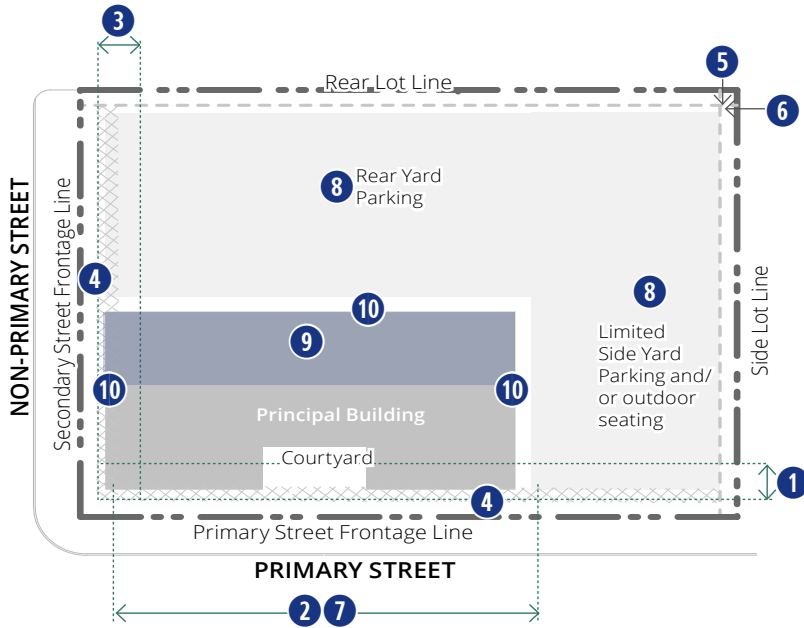 3
Rear Lot Line
5
6
8
Rear Yard
Parking
NON-PRIMARY STREET
Secondary Street Frontage Line
4
8
Side Lot Line
10
9
Limited
Side Yard
Parking and/
or outdoor
seating
10
10
Principal Building
Courtyard
1
4
Primary Street Frontage Line
PRIMARY STREET
2 7